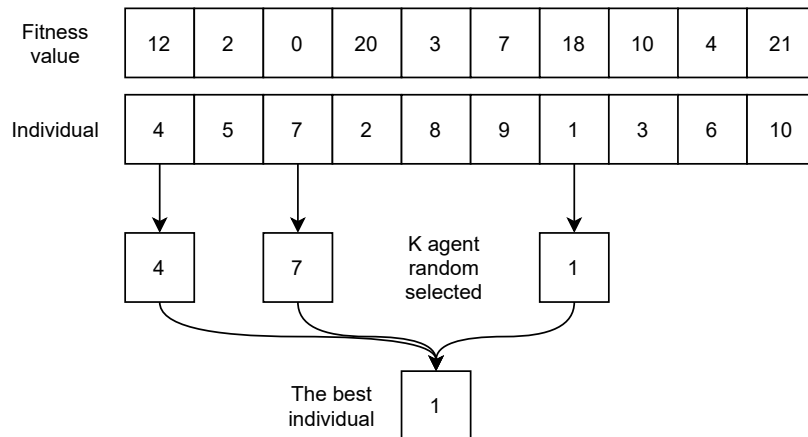 Fitness
value
12 2 0 20 3 7 18 10 4 21
Individual
4 5 7 2 8 9 1 3 6 10
4 7 1
K agent
random
selected
The best
individual
1